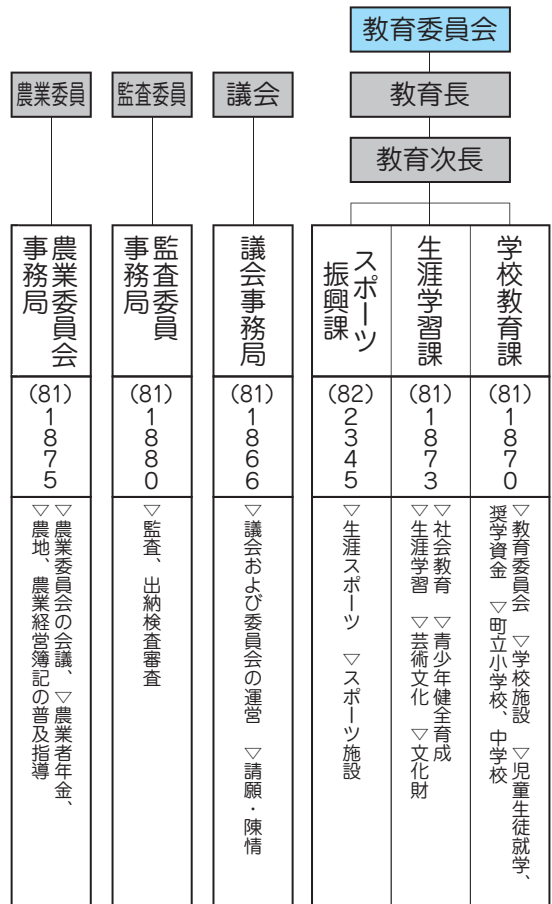 教育委員会
教育長
教育次長
議会
監査委員
農業委員
学校教育課
(81)1870
▽教育委員会 ▽学校施設 ▽児童生徒就学、
奨学資金 ▽町立小学校、中学校
生涯学習課
(81)1873
▽社会教育 ▽青少年健全育成
▽生涯学習 ▽芸術文化 ▽文化財
スポーツ
振興課
(82)2345
▽生涯スポーツ ▽スポーツ施設
議会事務局
(81)1866
▽議会および委員会の運営 ▽請願・陳情
監査委員
事務局
(81)1880
▽監査、出納検査審査
農業委員会
事務局
(81)1875
▽農業委員会の会議、▽農業者年金、
▽農地、農業経営簿記の普及指導